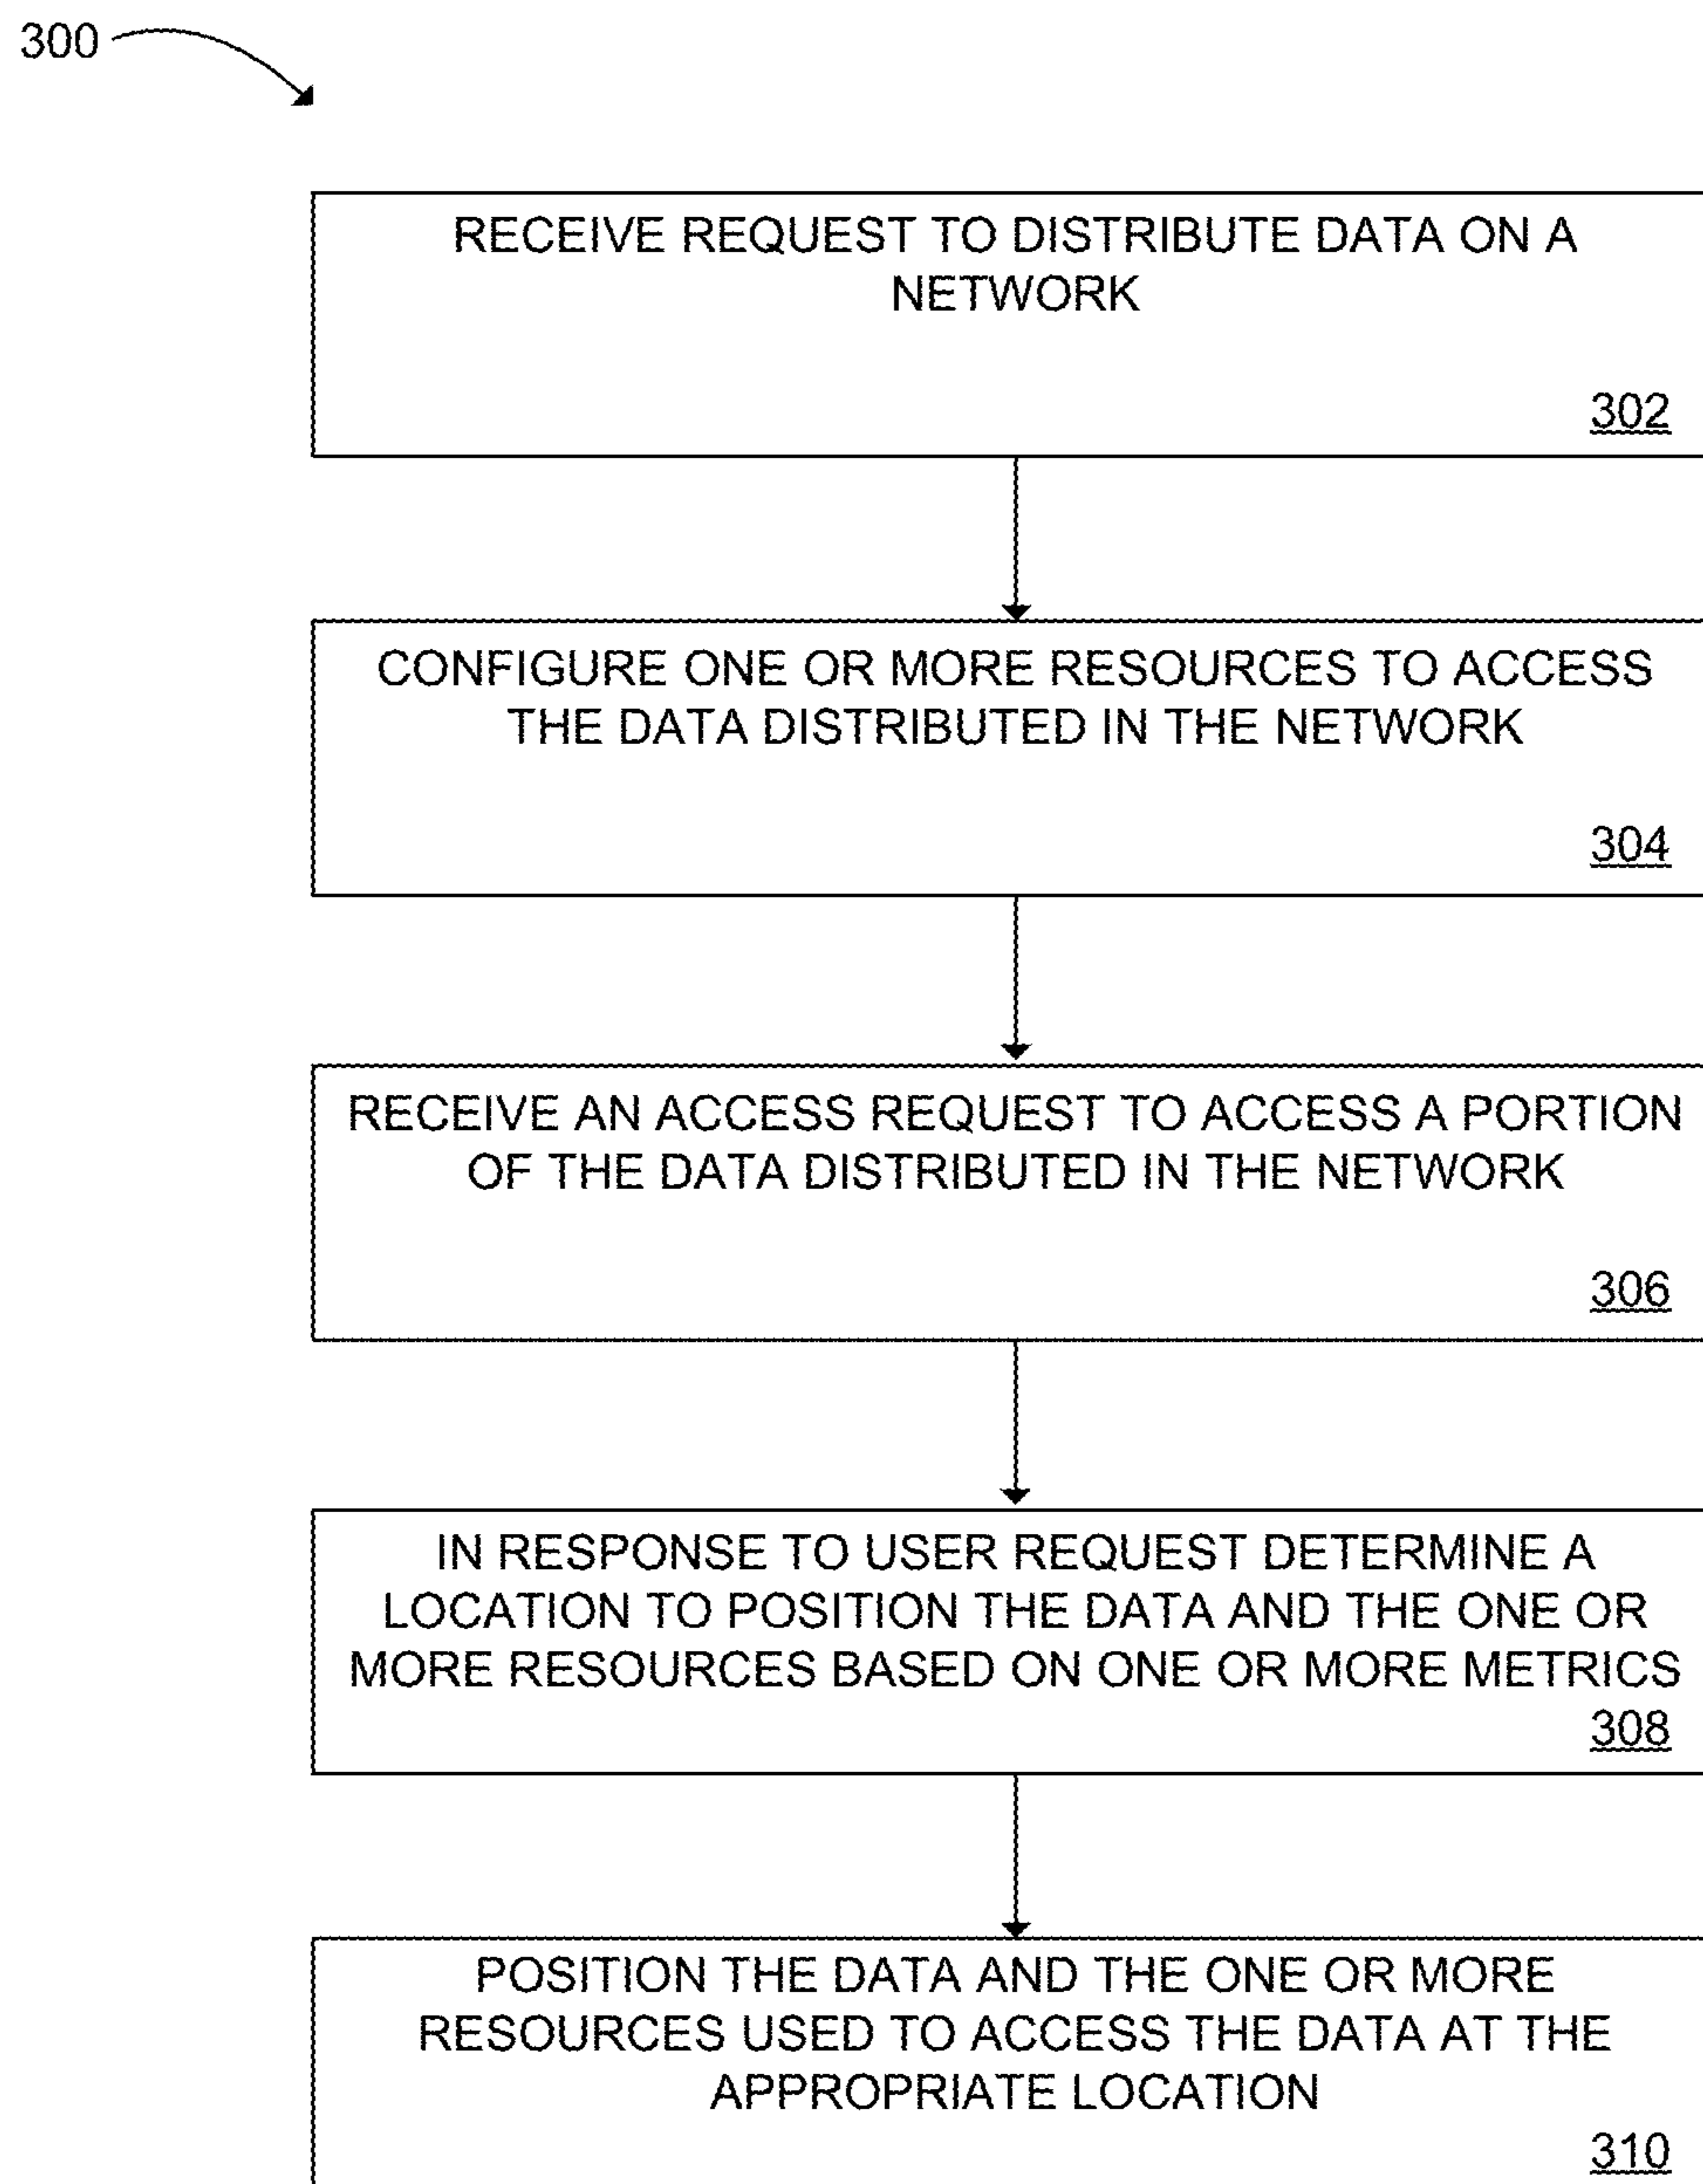 300
RECEIVE REQUEST TO DISTRIBUTE DATA ON A
NETWORK
302
CONFIGURE ONE OR MORE RESOURCES TO ACCESS
THE DATA DISTRIBUTED IN THE NETWORK
304
RECEIVE AN ACCESS REQUEST TO ACCESS A PORTION
OF THE DATA DISTRIBUTED IN THE NETWORK
306
IN RESPONSE TO USER REQUEST DETERMINE A
LOCATION TO POSITION THE DATA AND THE ONE OR
MORE RESOURCES BASED ON ONE OR MORE METRICS
308
POSITION THE DATA AND THE ONE OR MORE
RESOURCES USED TO ACCESS THE DATA AT THE
APPROPRIATE LOCATION
310